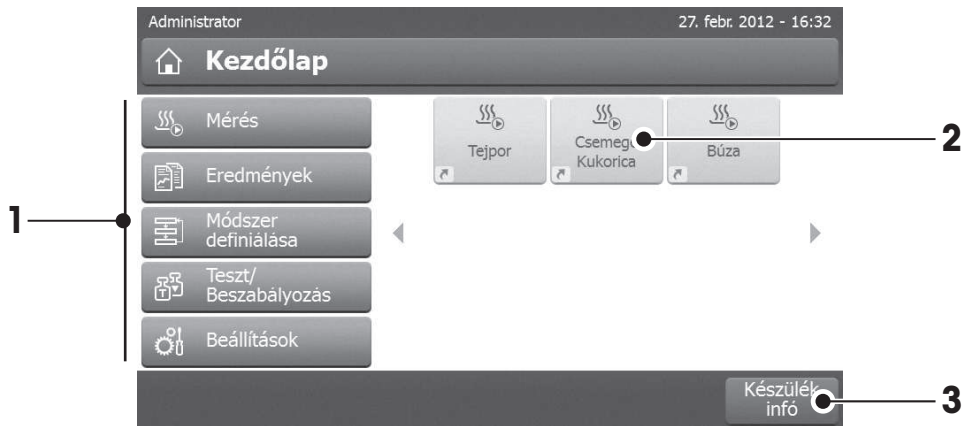 Administrator
27. febr. 2012 - 16:32
Kezdőlap
Mérés
Eredmények
Módszer
definiálása
Teszt/
Beszabályozás
Beállítások
Tejpor
Csemege
Kukorica
Búza
Készülék
infó
1
2
3